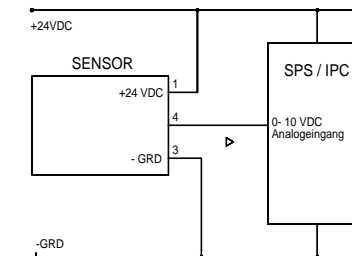 +24VDC
SENSOR
SPS / IPC
1
+24 VDC
4
0- 10 VDC
Analogeingang
3
- GRD
-GRD